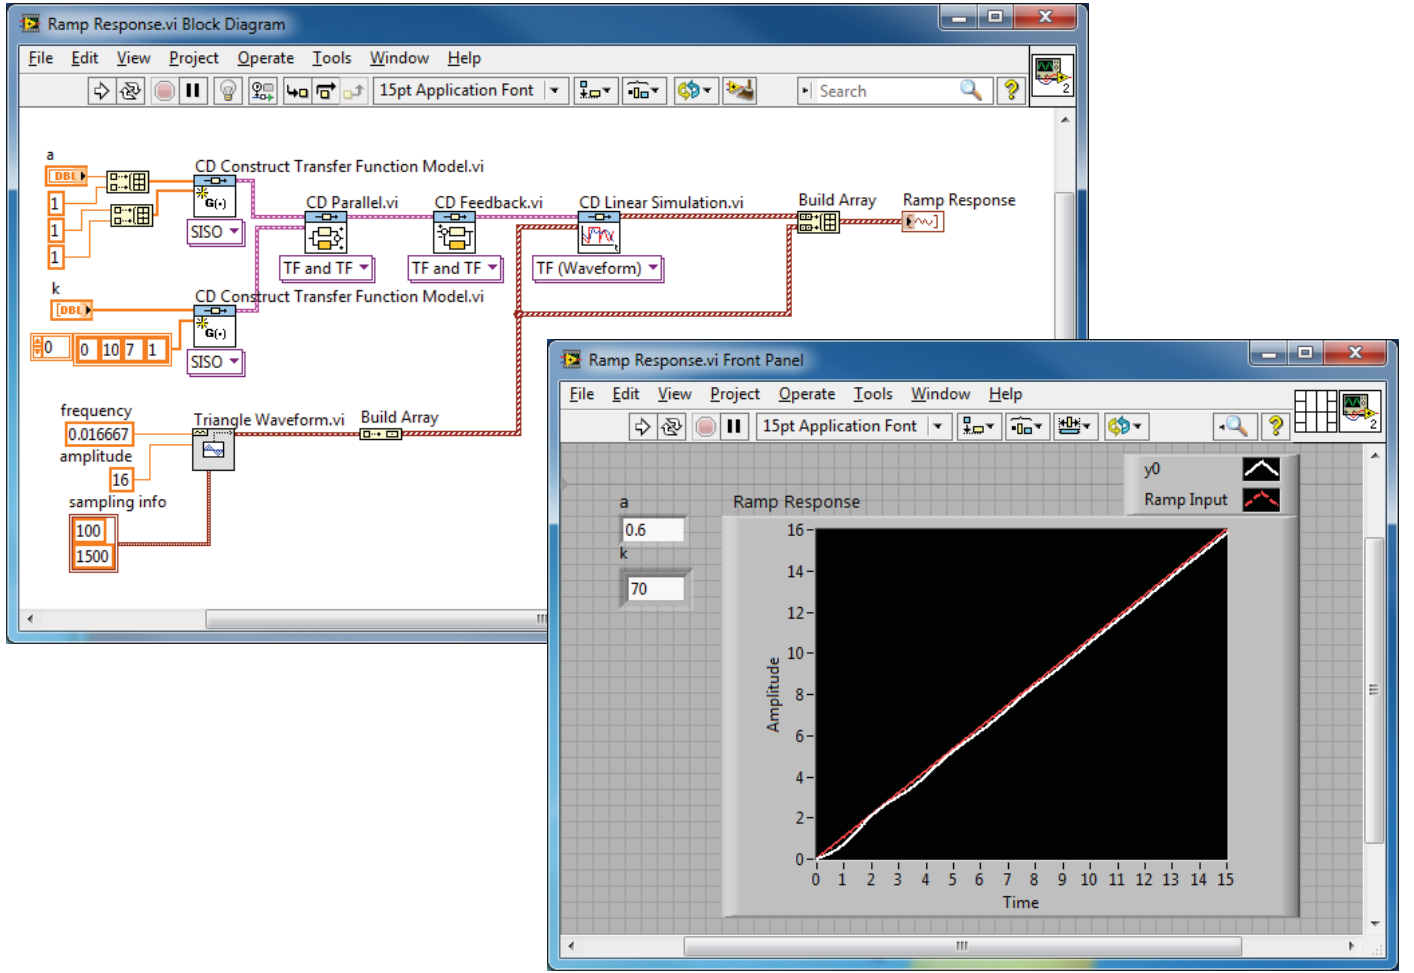 Ramp Response.vi Block Diagram
File Edit View Project Operate Tools Window Help
15pt Application Font
Search
2
a
DBL
1
1
1
CD Construct Transfer Function Model.vi
G(•)
SISO
CD Parallel.vi
TF and TF
CD Feedback.vi
TF and TF
CD Linear Simulation.vi
TF (Waveform)
Build Array
Ramp Response
k
[DBL
0
0 10 7 1
CD Construct Transfer Function Model.vi
G(•)
SISO
frequency
0.016667
amplitude
16
sampling info
100
1500
Triangle Waveform.vi
Build Array
Ramp Response.vi Front Panel
File Edit View Project Operate Tools Window Help
15pt Application Font
2
a
0.6
k
70
Ramp Response
y0
Ramp Input
16
14
12
10
8
6
4
2
0
Amplitude
0 1 2 3 4 5 6 7 8 9 10 11 12 13 14 15
Time